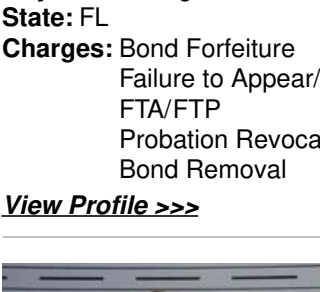 State: FL
Charges: Bond Forfeiture
Failure to Appear/
FTA/FTP
Probation Revoca
Bond Removal
View Profile >>>